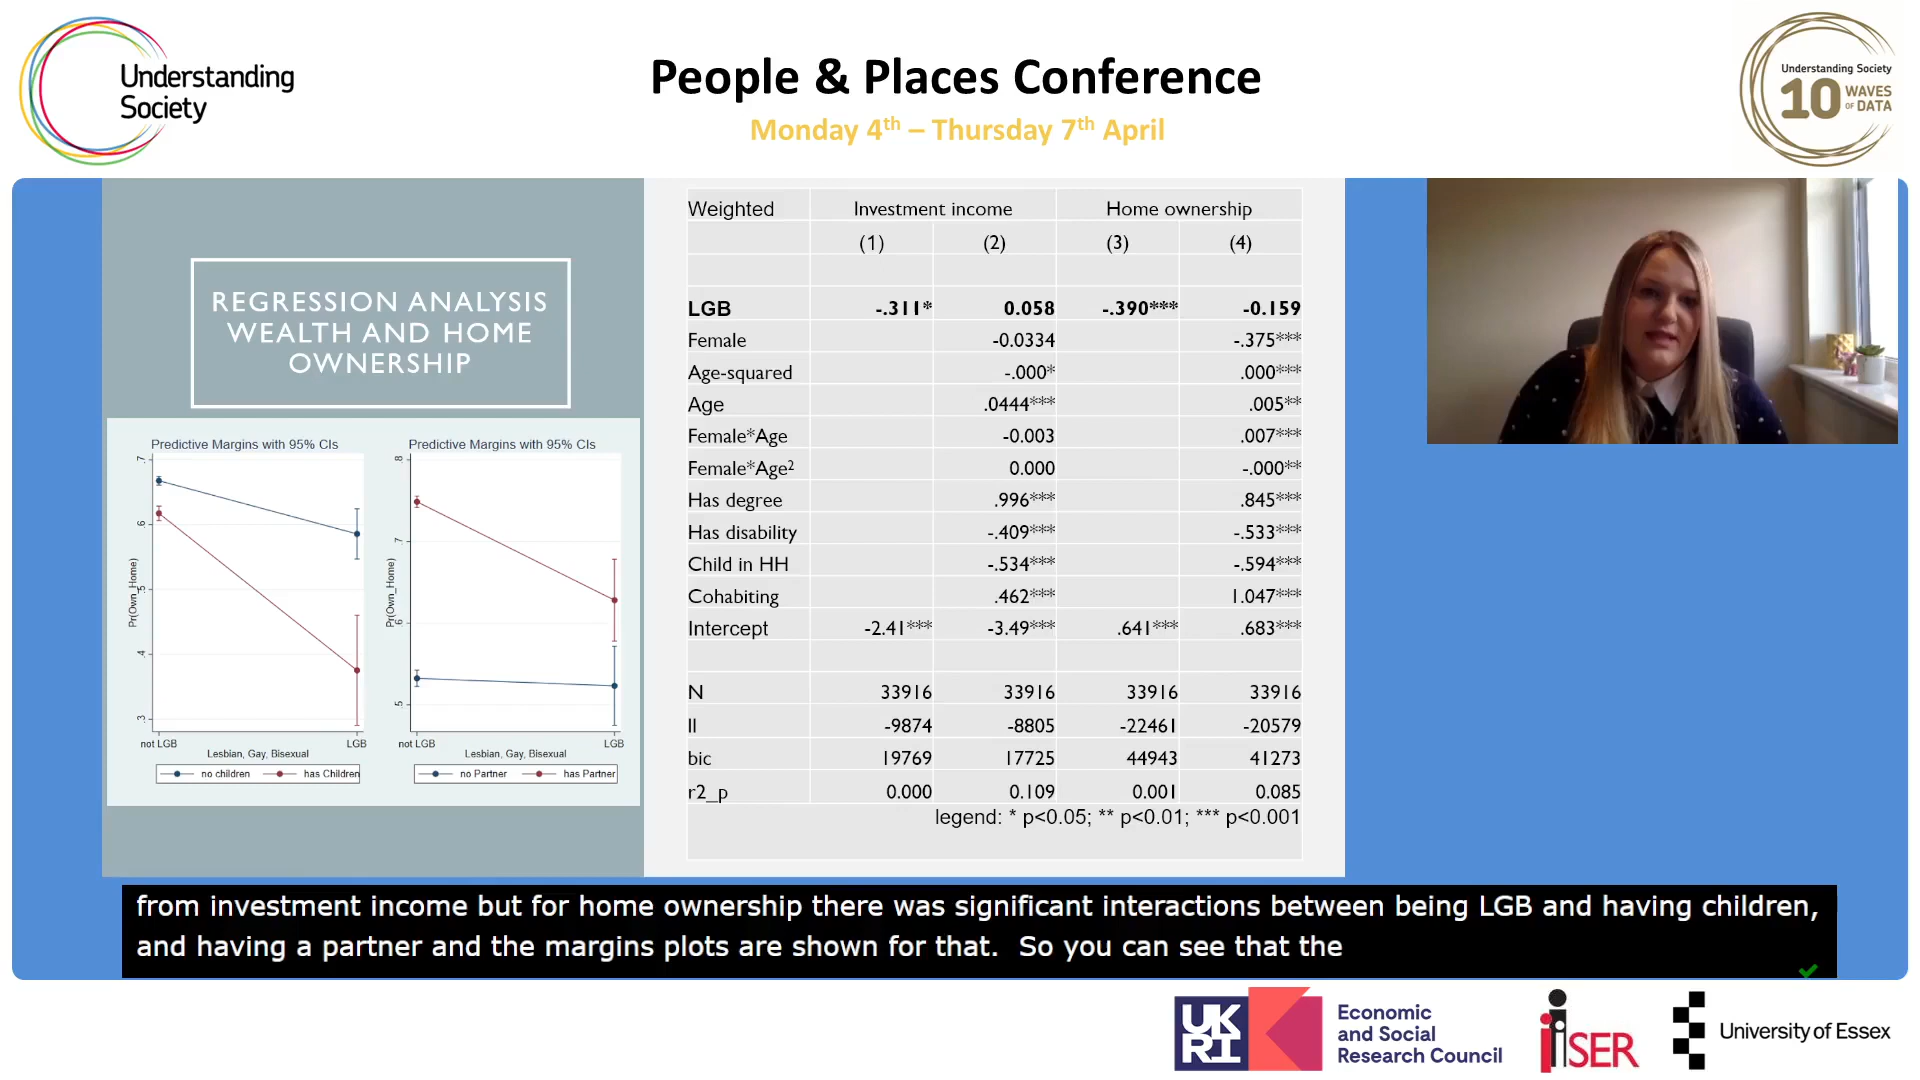 Understanding
Society
People & Places Conference
Monday 4th – Thursday 7th April
Understanding Society
10 WAVES OF DATA
REGRESSION ANALYSIS
WEALTH AND HOME
OWNERSHIP
Predictive Margins with 95% CIs
.7
.6
.5
.4
.3
Pr(Own_Home)
not LGB LGB
Lesbian, Gay, Bisexual
no children has Children
Predictive Margins with 95% CIs
.8
.7
.6
.5
Pr(Own_Home)
not LGB LGB
Lesbian, Gay, Bisexual
no Partner has Partner
Weighted Investment income Home ownership
(1) (2) (3) (4)
LGB -.311* 0.058 -.390*** -0.159
Female -0.0334 -.375***
Age-squared -.000* .000***
Age .0444*** .005**
Female*Age -0.003 .007***
Female*Age² 0.000 -.000**
Has degree .996*** .845***
Has disability -.409*** -.533***
Child in HH -.534*** -.594***
Cohabiting .462*** 1.047***
Intercept -2.41*** -3.49*** .641*** .683***
N 33916 33916 33916 33916
ll -9874 -8805 -22461 -20579
bic 19769 17725 44943 41273
r2_p 0.000 0.109 0.001 0.085
legend: * p<0.05; ** p<0.01; *** p<0.001
from investment income but for home ownership there was significant interactions between being LGB and having children,
and having a partner and the margins plots are shown for that. So you can see that the
UK
RI
Economic
and Social
Research Council
iSER
University of Essex